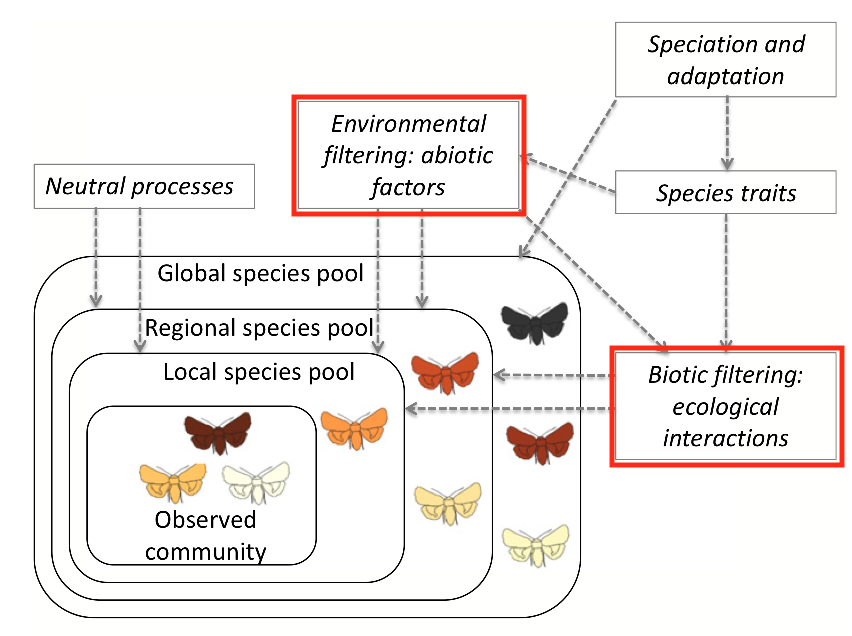 Speciation and
adaptation
Environmental
filtering: abiotic
factors
Neutral processes
Species traits
Global species pool
Regional species pool
Local species pool
Biotic filtering:
ecological
interactions
Observed
community